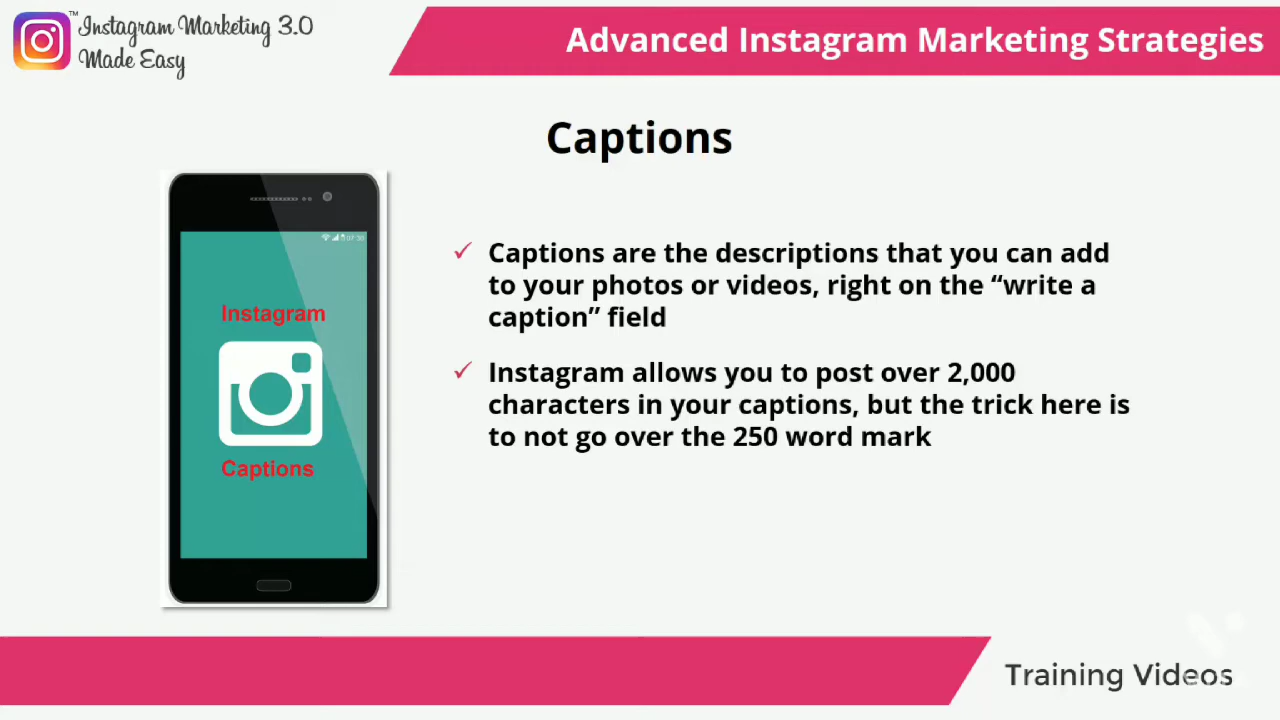 ™ Instagram Marketing 3.0
Made Easy
Advanced Instagram Marketing Strategies
Captions
07:30
Instagram
Captions
✓ Captions are the descriptions that you can add
to your photos or videos, right on the “write a
caption” field
✓ Instagram allows you to post over 2,000
characters in your captions, but the trick here is
to not go over the 250 word mark
Training Videos